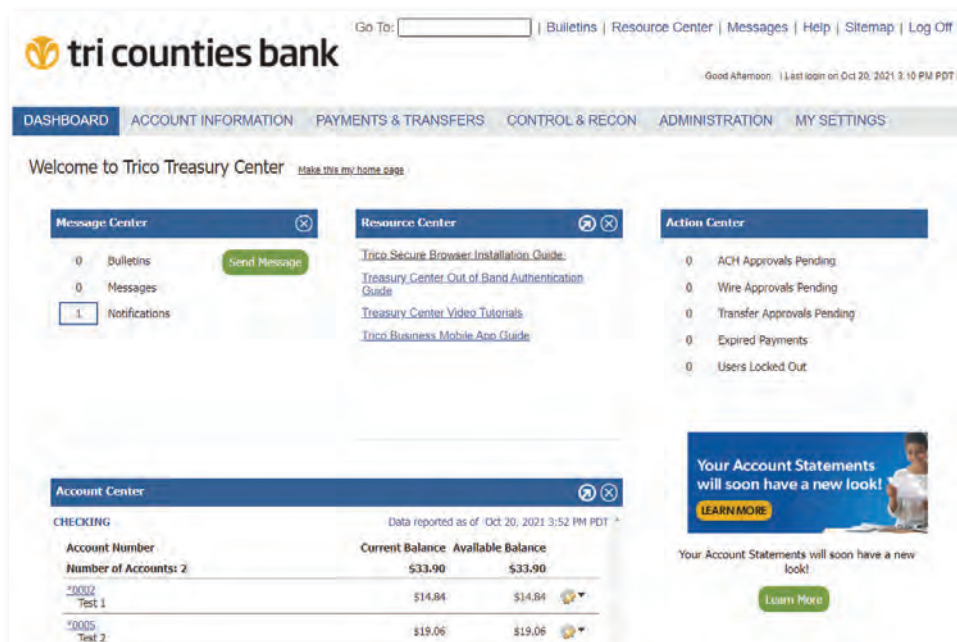 Go To: | Bulletins | Resource Center | Messages | Help | Sitemap | Log Off
tri counties bank
Good Afternoon | Last login on Oct 20, 2021 3:10 PM PDT
DASHBOARD ACCOUNT INFORMATION PAYMENTS & TRANSFERS CONTROL & RECON ADMINISTRATION MY SETTINGS
Welcome to Trico Treasury Center Make this my home page
Message Center
0 Bulletins Send Message
0 Messages
1 Notifications
Resource Center
Trico Secure Browser Installation Guide
Treasury Center Out of Band Authentication
Guide
Treasury Center Video Tutorials
Trico Business Mobile App Guide
Action Center
0 ACH Approvals Pending
0 Wire Approvals Pending
0 Transfer Approvals Pending
0 Expired Payments
0 Users Locked Out
Your Account Statements
will soon have a new look!
LEARN MORE
Your Account Statements will soon have a new
look!
Learn More
Account Center
CHECKING Data reported as of Oct 20, 2021 3:52 PM PDT
Account Number Current Balance Available Balance
Number of Accounts: 2 $33.90 $33.90
*0002 $14.84 $14.84
Test 1
*0005 $19.06 $19.06
Test 2